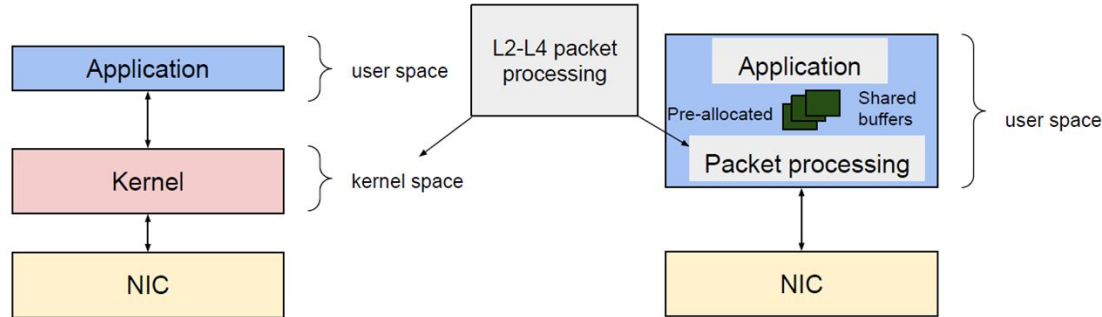 Application
user space
Kernel
kernel space
NIC
L2-L4 packet
processing
Application
Pre-allocated
Shared
buffers
Packet processing
user space
NIC